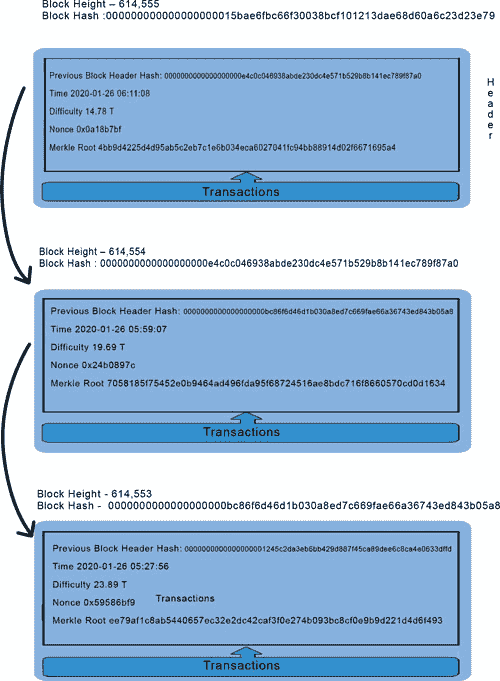 Block Height – 614,555
Block Hash :000000000000000000015bae6fbc66f30038bcf101213dae68d60a6c23d23e79
Header
Previous Block Header Hash: 0000000000000000000e4c0c046938abde230dc4e571b529b8b141ec789f87a0
Time 2020-01-26 06:11:08
Difficulty 14.78 T
Nonce 0x0a18b7bf
Merkle Root 4bb9d4225d4d95ab5c2eb7c1e6b034eca6027041fc94bb88914d02f6671695a4
Transactions
Block Height – 614,554
Block Hash : 0000000000000000000e4c0c046938abde230dc4e571b529b8b141ec789f87a0
Previous Block Header Hash: 0000000000000000000bc86f6d46d1b030a8ed7c669fae66a36743ed843b05a8
Time 2020-01-26 05:59:07
Difficulty 19.69 T
Nonce 0x24b0897c
Merkle Root 7058185f75452e0b9464ad496fda95f68724516ae8bdc716f8660570cd0d1634
Transactions
Block Height - 614,553
Block Hash - 0000000000000000000bc86f6d46d1b030a8ed7c669fae66a36743ed843b05a8
Previous Block Header Hash: 00000000000000000001245c2da3eb6bb429d887f45ca89dee6c8ca4e0633dffd
Time 2020-01-26 05:27:56
Difficulty 23.89 T
Nonce 0x59586bf9 Transactions
Merkle Root ee79af1c8ab5440657ec32e2dc42caf3f0e274b093bc8cf0e9b9d221d4d6f493
Transactions